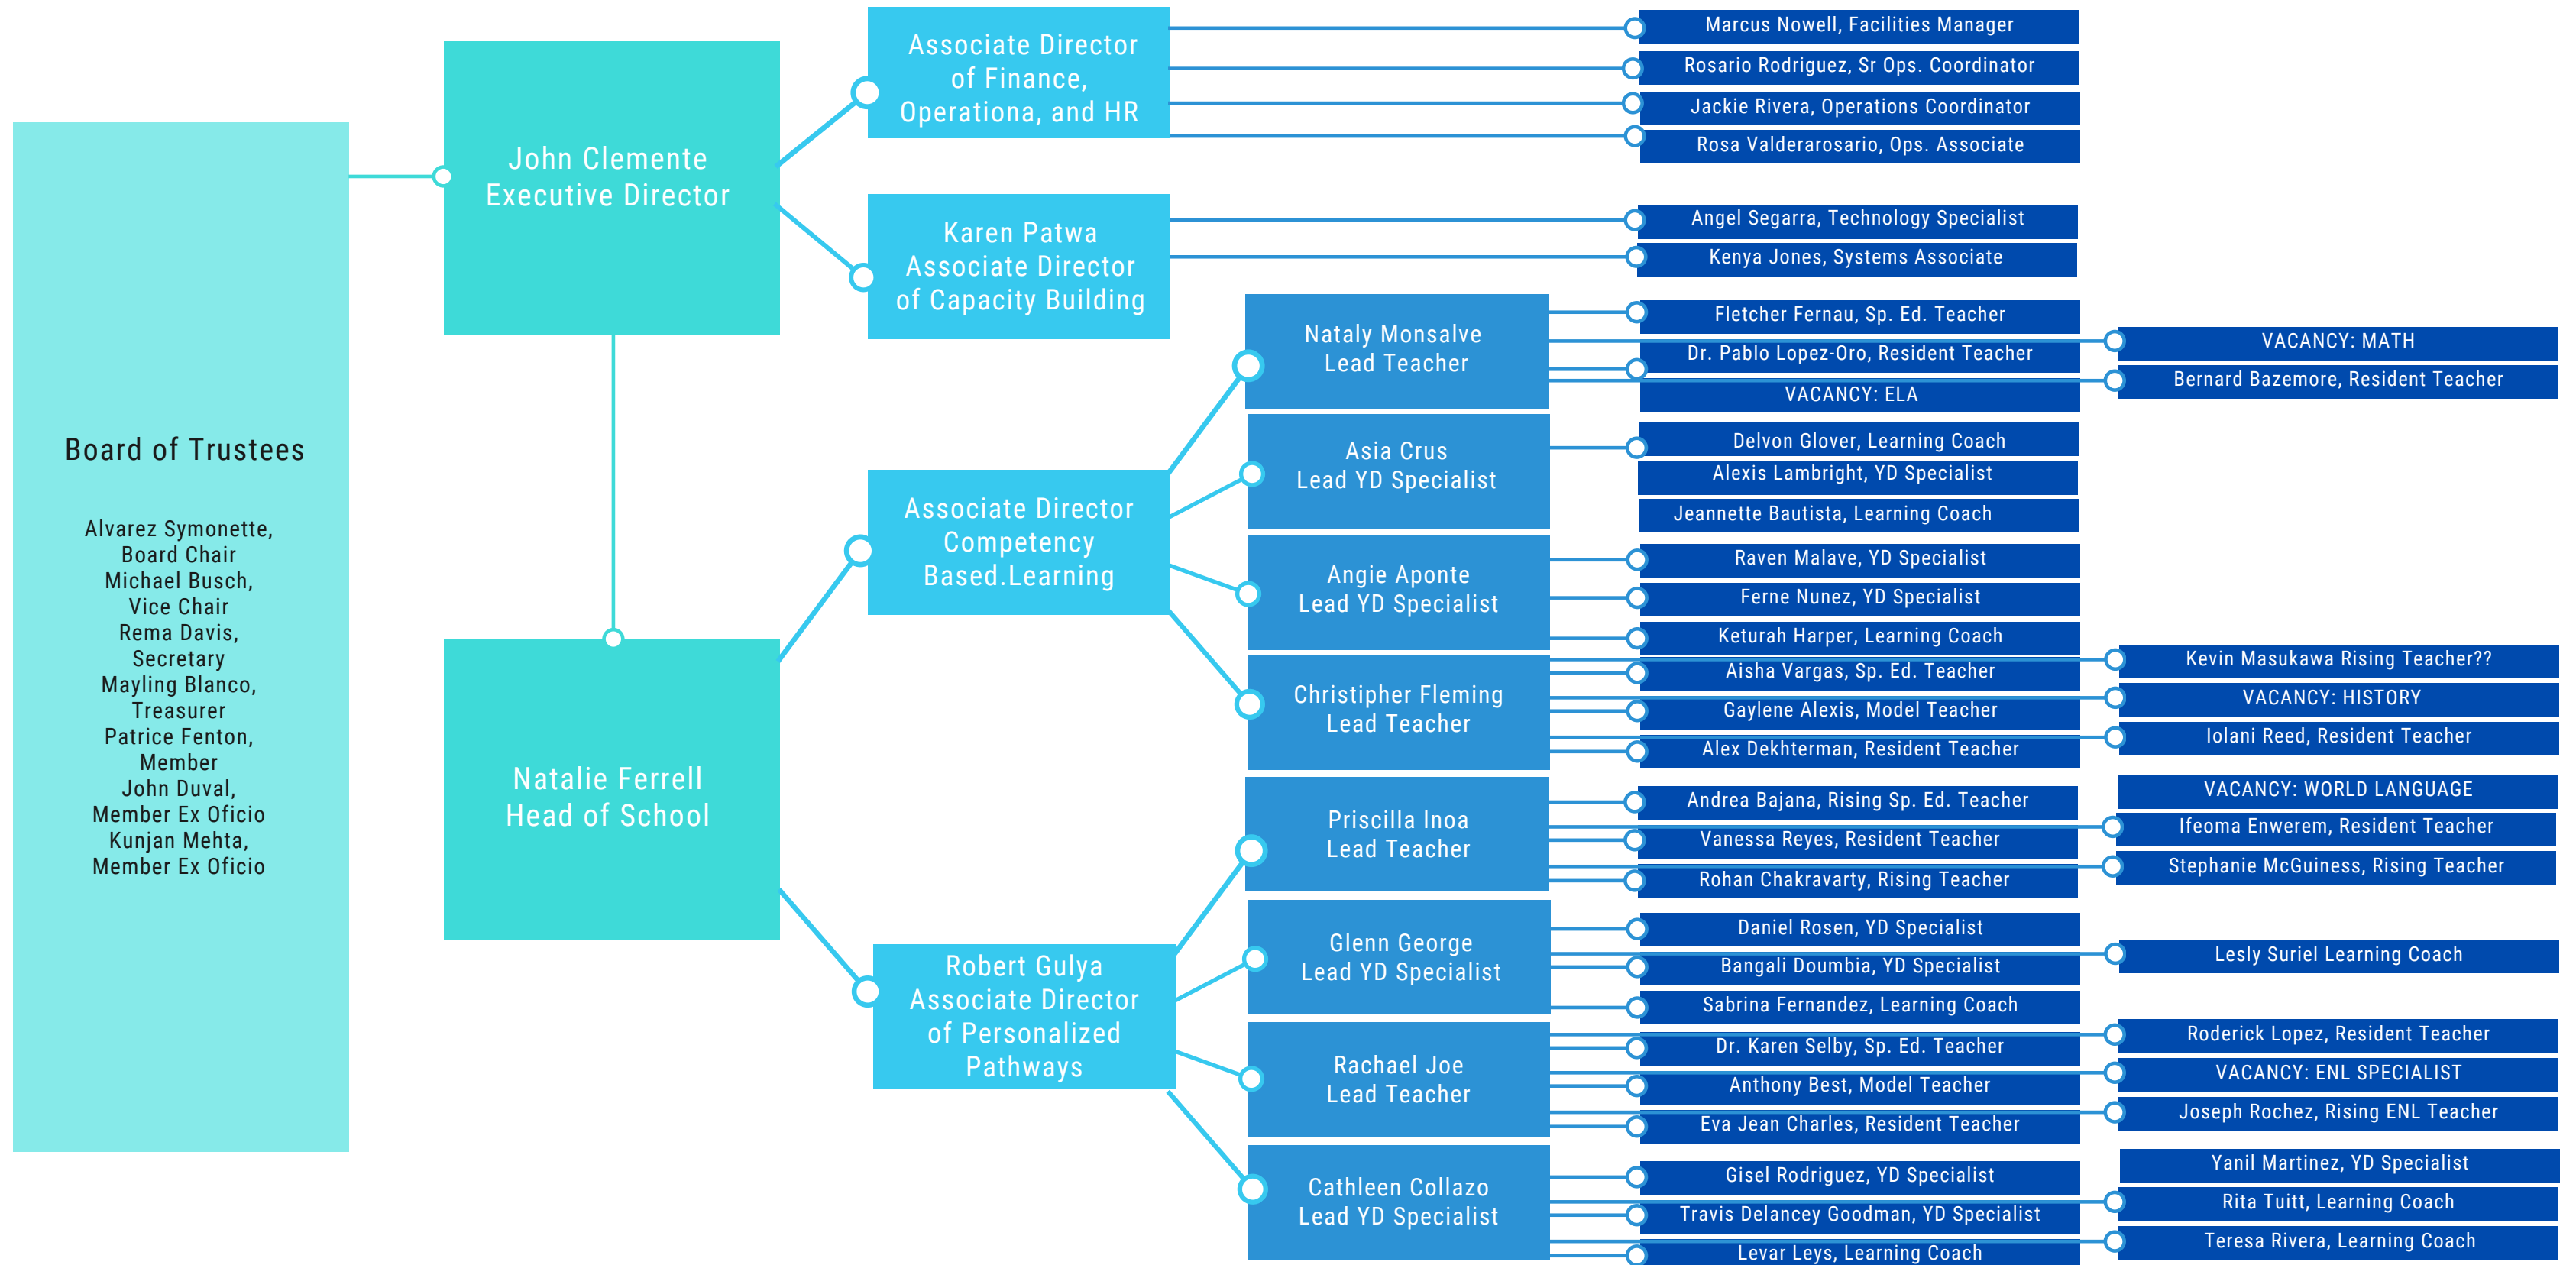 Board of Trustees
Alvarez Symonette,
Board Chair
Michael Busch,
Vice Chair
Rema Davis,
Secretary
Mayling Blanco,
Treasurer
Patrice Fenton,
Member
John Duval,
Member Ex Oficio
Kunjan Mehta,
Member Ex Oficio
John Clemente
Executive Director
Natalie Ferrell
Head of School
Associate Director
of Finance,
Operationa, and HR
Karen Patwa
Associate Director
of Capacity Building
Associate Director
Competency
Based.Learning
Robert Gulya
Associate Director
of Personalized
Pathways
Nataly Monsalve
Lead Teacher
Asia Crus
Lead YD Specialist
Angie Aponte
Lead YD Specialist
Christipher Fleming
Lead Teacher
Priscilla Inoa
Lead Teacher
Glenn George
Lead YD Specialist
Rachael Joe
Lead Teacher
Cathleen Collazo
Lead YD Specialist
Marcus Nowell, Facilities Manager
Rosario Rodriguez, Sr Ops. Coordinator
Jackie Rivera, Operations Coordinator
Rosa Valderarosario, Ops. Associate
Angel Segarra, Technology Specialist
Kenya Jones, Systems Associate
Fletcher Fernau, Sp. Ed. Teacher
Dr. Pablo Lopez-Oro, Resident Teacher
VACANCY: ELA
Delvon Glover, Learning Coach
Alexis Lambright, YD Specialist
Jeannette Bautista, Learning Coach
Raven Malave, YD Specialist
Ferne Nunez, YD Specialist
Keturah Harper, Learning Coach
Aisha Vargas, Sp. Ed. Teacher
Gaylene Alexis, Model Teacher
Alex Dekhterman, Resident Teacher
Andrea Bajana, Rising Sp. Ed. Teacher
Vanessa Reyes, Resident Teacher
Rohan Chakravarty, Rising Teacher
Daniel Rosen, YD Specialist
Bangali Doumbia, YD Specialist
Sabrina Fernandez, Learning Coach
Dr. Karen Selby, Sp. Ed. Teacher
Anthony Best, Model Teacher
Eva Jean Charles, Resident Teacher
Gisel Rodriguez, YD Specialist
Travis Delancey Goodman, YD Specialist
Levar Leys, Learning Coach
VACANCY: MATH
Bernard Bazemore, Resident Teacher
Kevin Masukawa Rising Teacher??
VACANCY: HISTORY
Iolani Reed, Resident Teacher
VACANCY: WORLD LANGUAGE
Ifeoma Enwerem, Resident Teacher
Stephanie McGuiness, Rising Teacher
Lesly Suriel Learning Coach
Roderick Lopez, Resident Teacher
VACANCY: ENL SPECIALIST
Joseph Rochez, Rising ENL Teacher
Yanil Martinez, YD Specialist
Rita Tuitt, Learning Coach
Teresa Rivera, Learning Coach